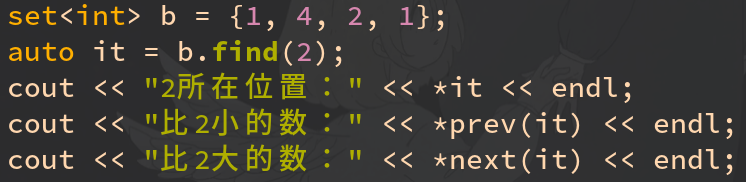 set<int> b = {1, 4, 2, 1};
auto it = b.find(2);
cout << "2所在位置：" << *it << endl;
cout << "比2小的数：" << *prev(it) << endl;
cout << "比2大的数：" << *next(it) << endl;